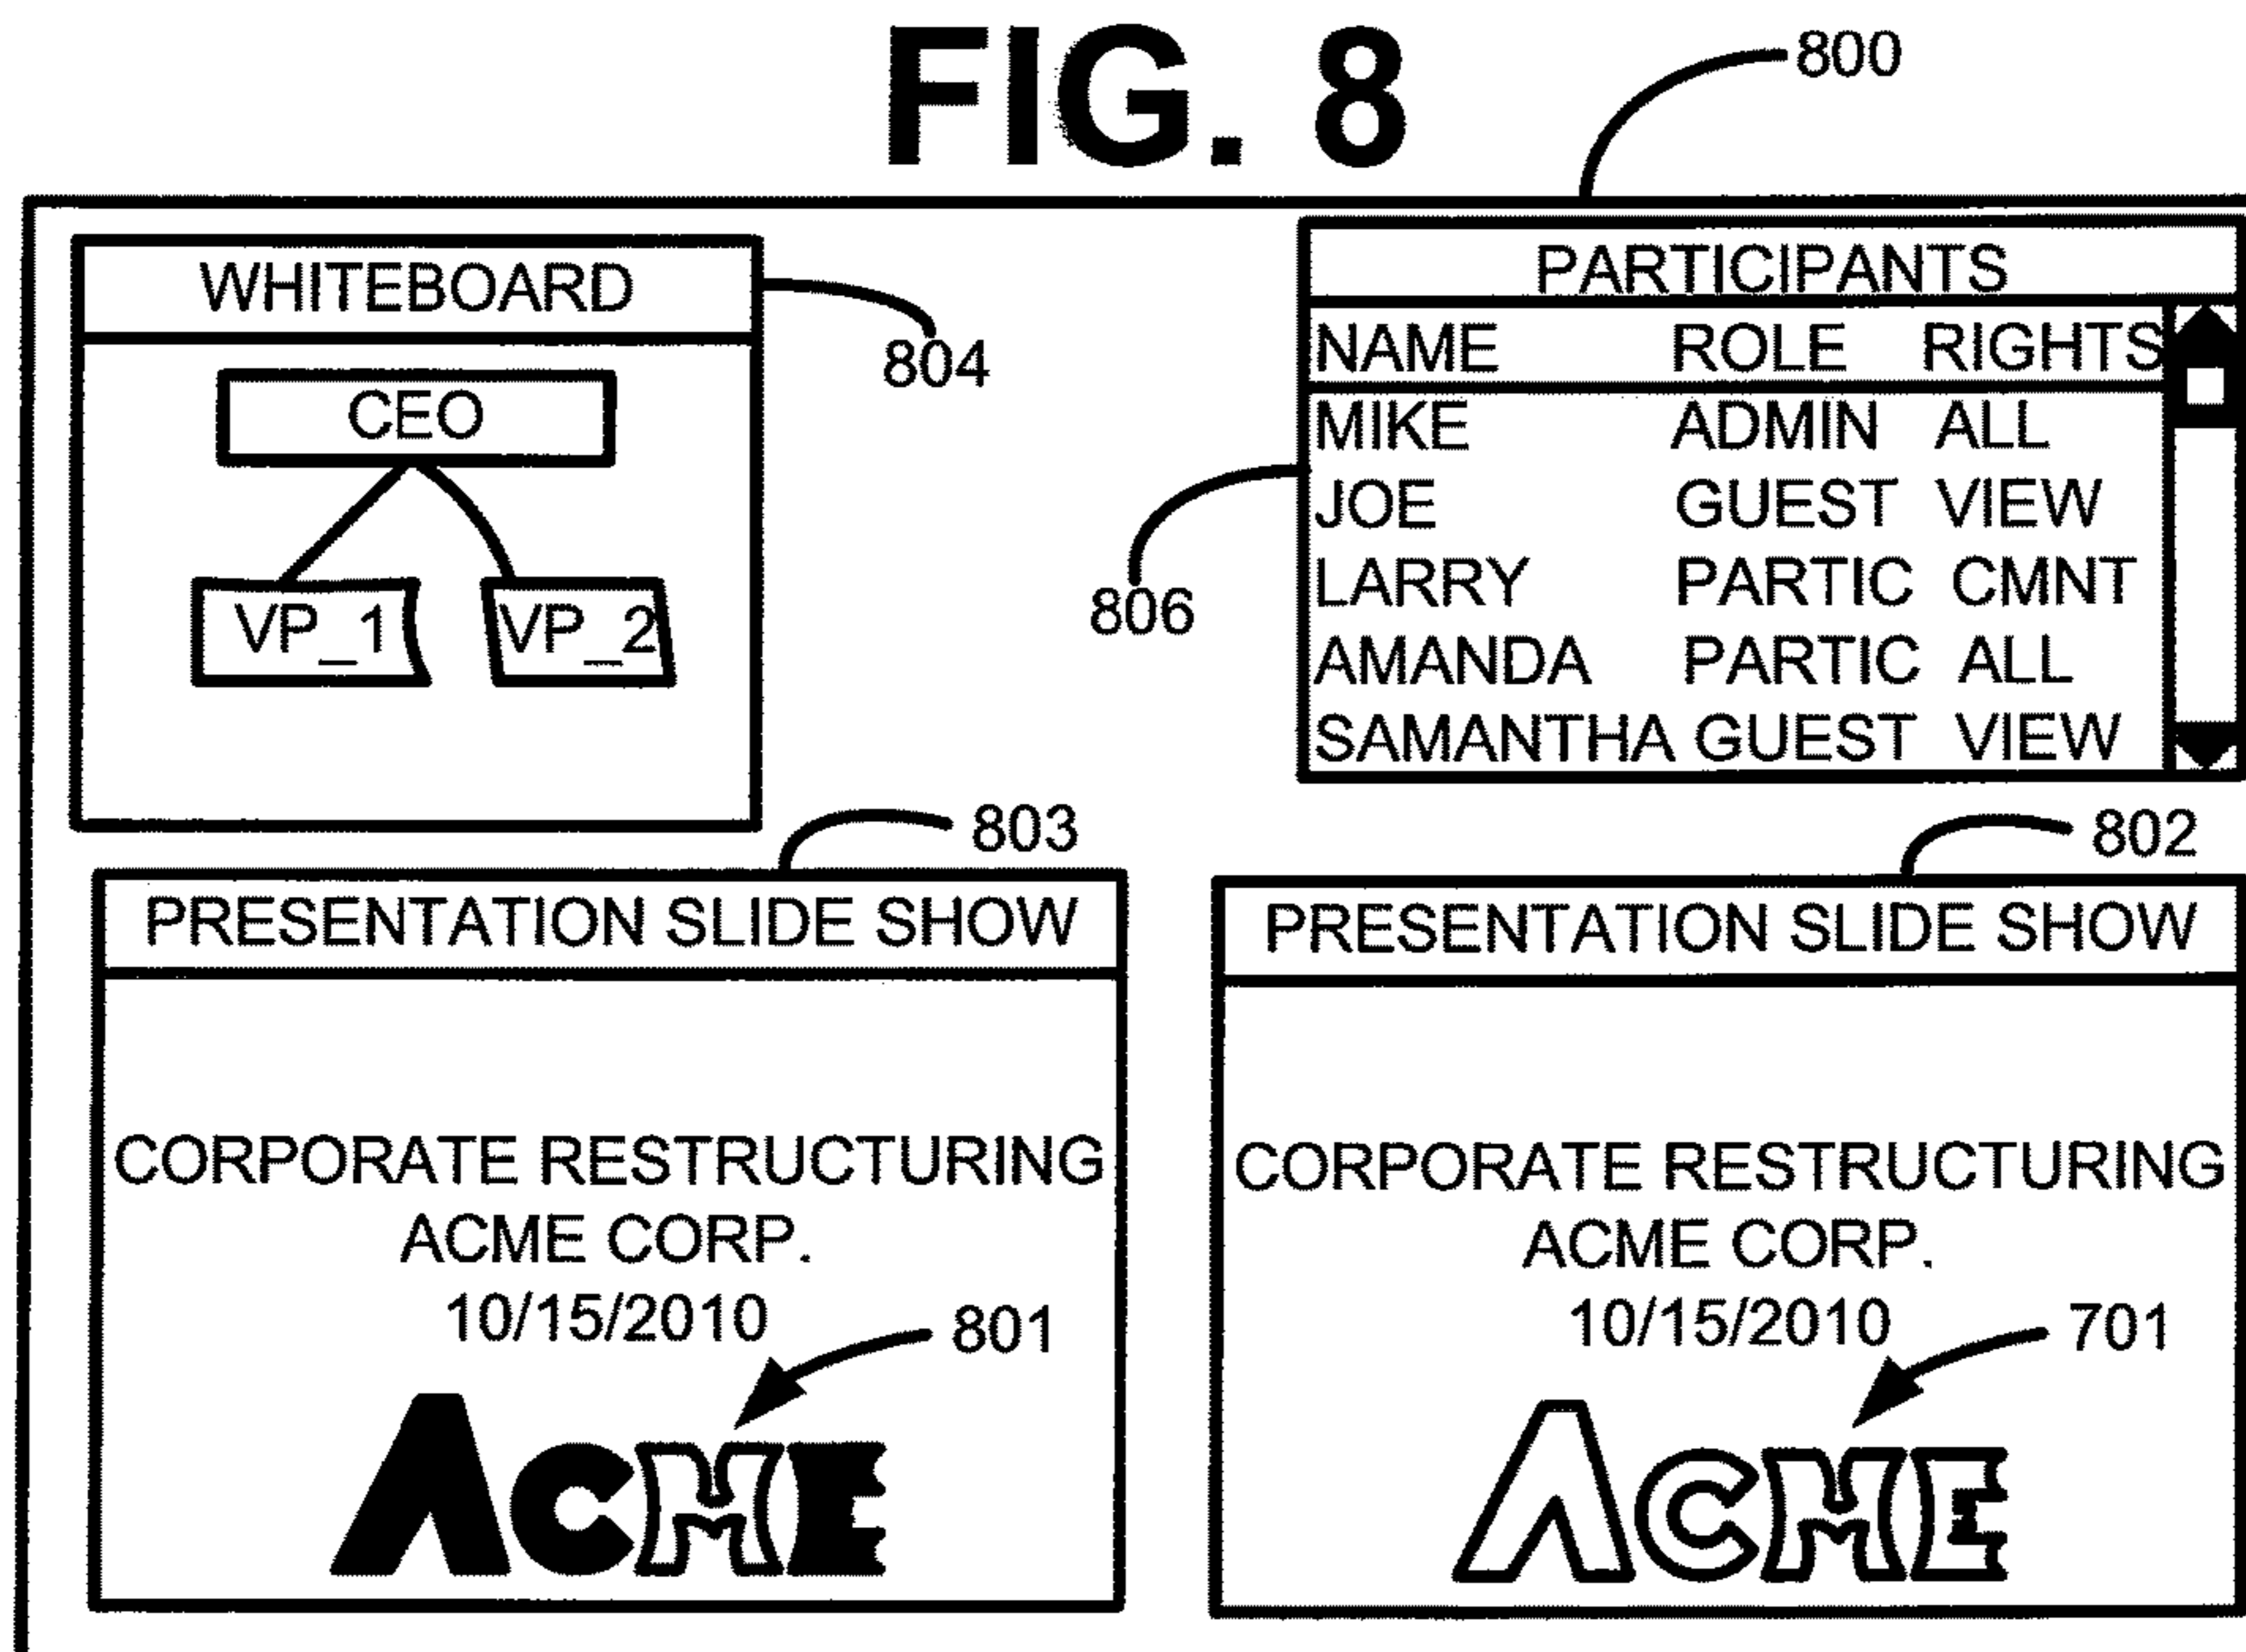 FIG. 8
800
WHITEBOARD
804
CEO
VP_1 VP_2
PARTICIPANTS
NAME ROLE RIGHTS
MIKE ADMIN ALL
JOE GUEST VIEW
LARRY PARTIC CMNT
AMANDA PARTIC ALL
SAMANTHA GUEST VIEW
806
803
PRESENTATION SLIDE SHOW
CORPORATE RESTRUCTURING
ACME CORP.
10/15/2010
801
ACME
802
PRESENTATION SLIDE SHOW
CORPORATE RESTRUCTURING
ACME CORP.
10/15/2010
701
ACME